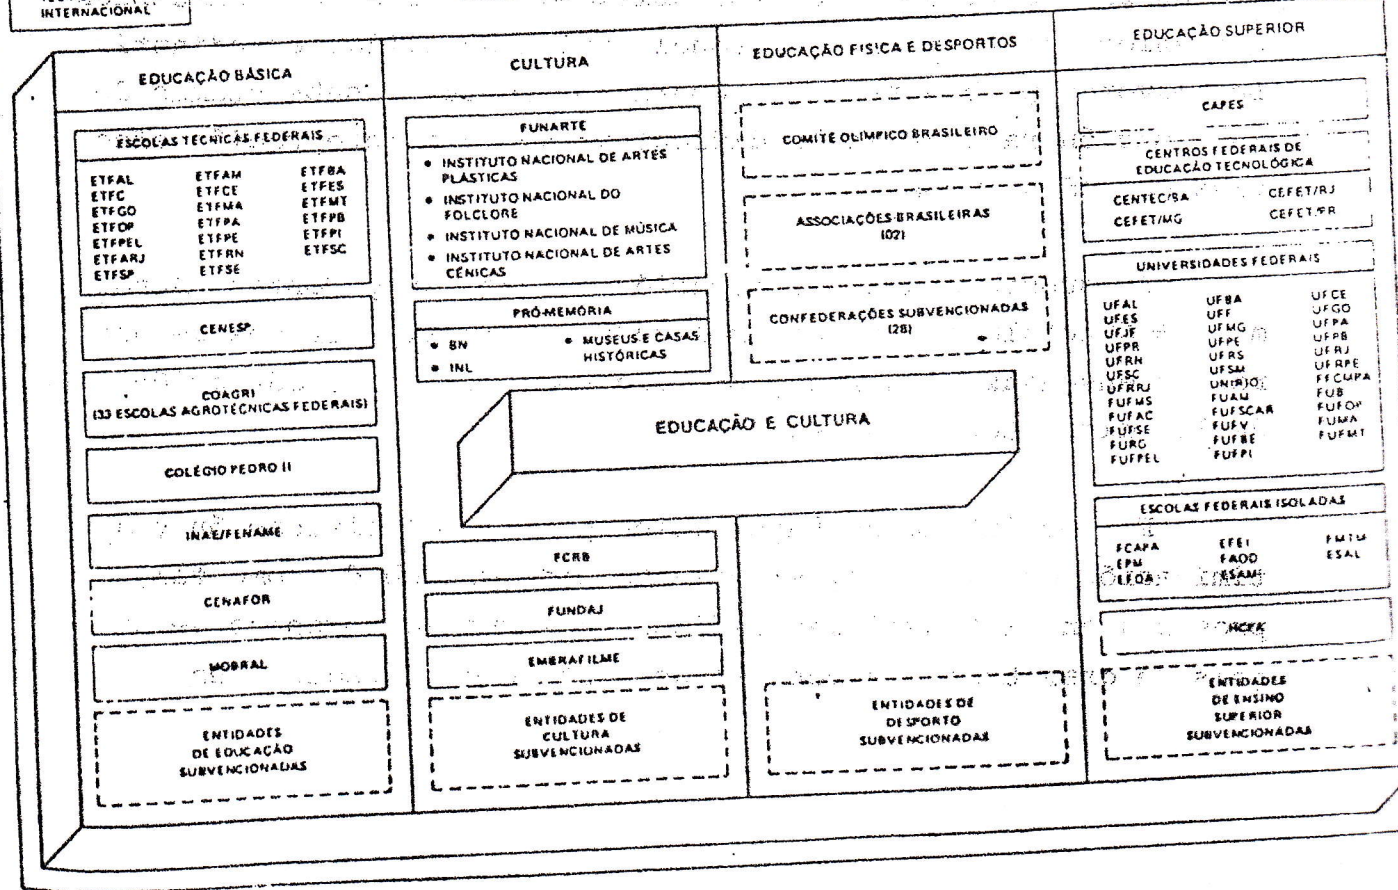 INTERNACIONAL
EDUCAÇÃO BÁSICA
ESCOLAS TÉCNICAS FEDERAIS
ETFAL ETFAM ETFBA
ETFC ETFCE ETFES
ETFGO ETFMA ETFMT
ETFOP ETFPA ETFPB
ETFPEL ETFPE ETFPI
ETFARJ ETFRN ETFSC
ETFSP ETFSE
CENESP
COAGRI
(33 ESCOLAS AGROTÉCNICAS FEDERAIS)
COLÉGIO PEDRO II
INAE/FENAME
CENAFOR
MOBRAL
ENTIDADES
DE EDUCAÇÃO
SUBVENCIONADAS
CULTURA
FUNARTE
• INSTITUTO NACIONAL DE ARTES
PLÁSTICAS
• INSTITUTO NACIONAL DO
FOLCLORE
• INSTITUTO NACIONAL DE MÚSICA
• INSTITUTO NACIONAL DE ARTES
CÊNICAS
PRÓ-MEMÓRIA
• BN • MUSEUS E CASAS
HISTÓRICAS
• INL
EDUCAÇÃO E CULTURA
FCRB
FUNDAJ
EMBRAFILME
ENTIDADES DE
CULTURA
SUBVENCIONADAS
EDUCAÇÃO FÍSICA E DESPORTOS
COMITÊ OLÍMPICO BRASILEIRO
ASSOCIAÇÕES BRASILEIRAS
(02)
CONFEDERAÇÕES SUBVENCIONADAS
(28)
ENTIDADES DE
DESPORTO
SUBVENCIONADAS
EDUCAÇÃO SUPERIOR
CAPES
CENTROS FEDERAIS DE
EDUCAÇÃO TECNOLÓGICA
CENTEC/BA CEFET/RJ
CEFET/MG CEFET/PR
UNIVERSIDADES FEDERAIS
UFAL UFBA UFCE
UFES UFF UFGO
UFJF UFMG UFPA
UFPR UFPE UFPB
UFRN UFRS UFRJ
UFSC UFSM UFRPE
UFRRJ UNIRIO FFCMPA
FUFMS FUAM FUB
FUFAC FUFSCAR FUFOP
FUFSE FUFV FUMA
FURG FUFBE FUFMT
FUFPEL FUFPI
ESCOLAS FEDERAIS ISOLADAS
FCAPA EFEI FMTM
EPM FAOD ESAL
EFOA ESAM
HCPA
ENTIDADES
DE ENSINO
SUPERIOR
SUBVENCIONADAS